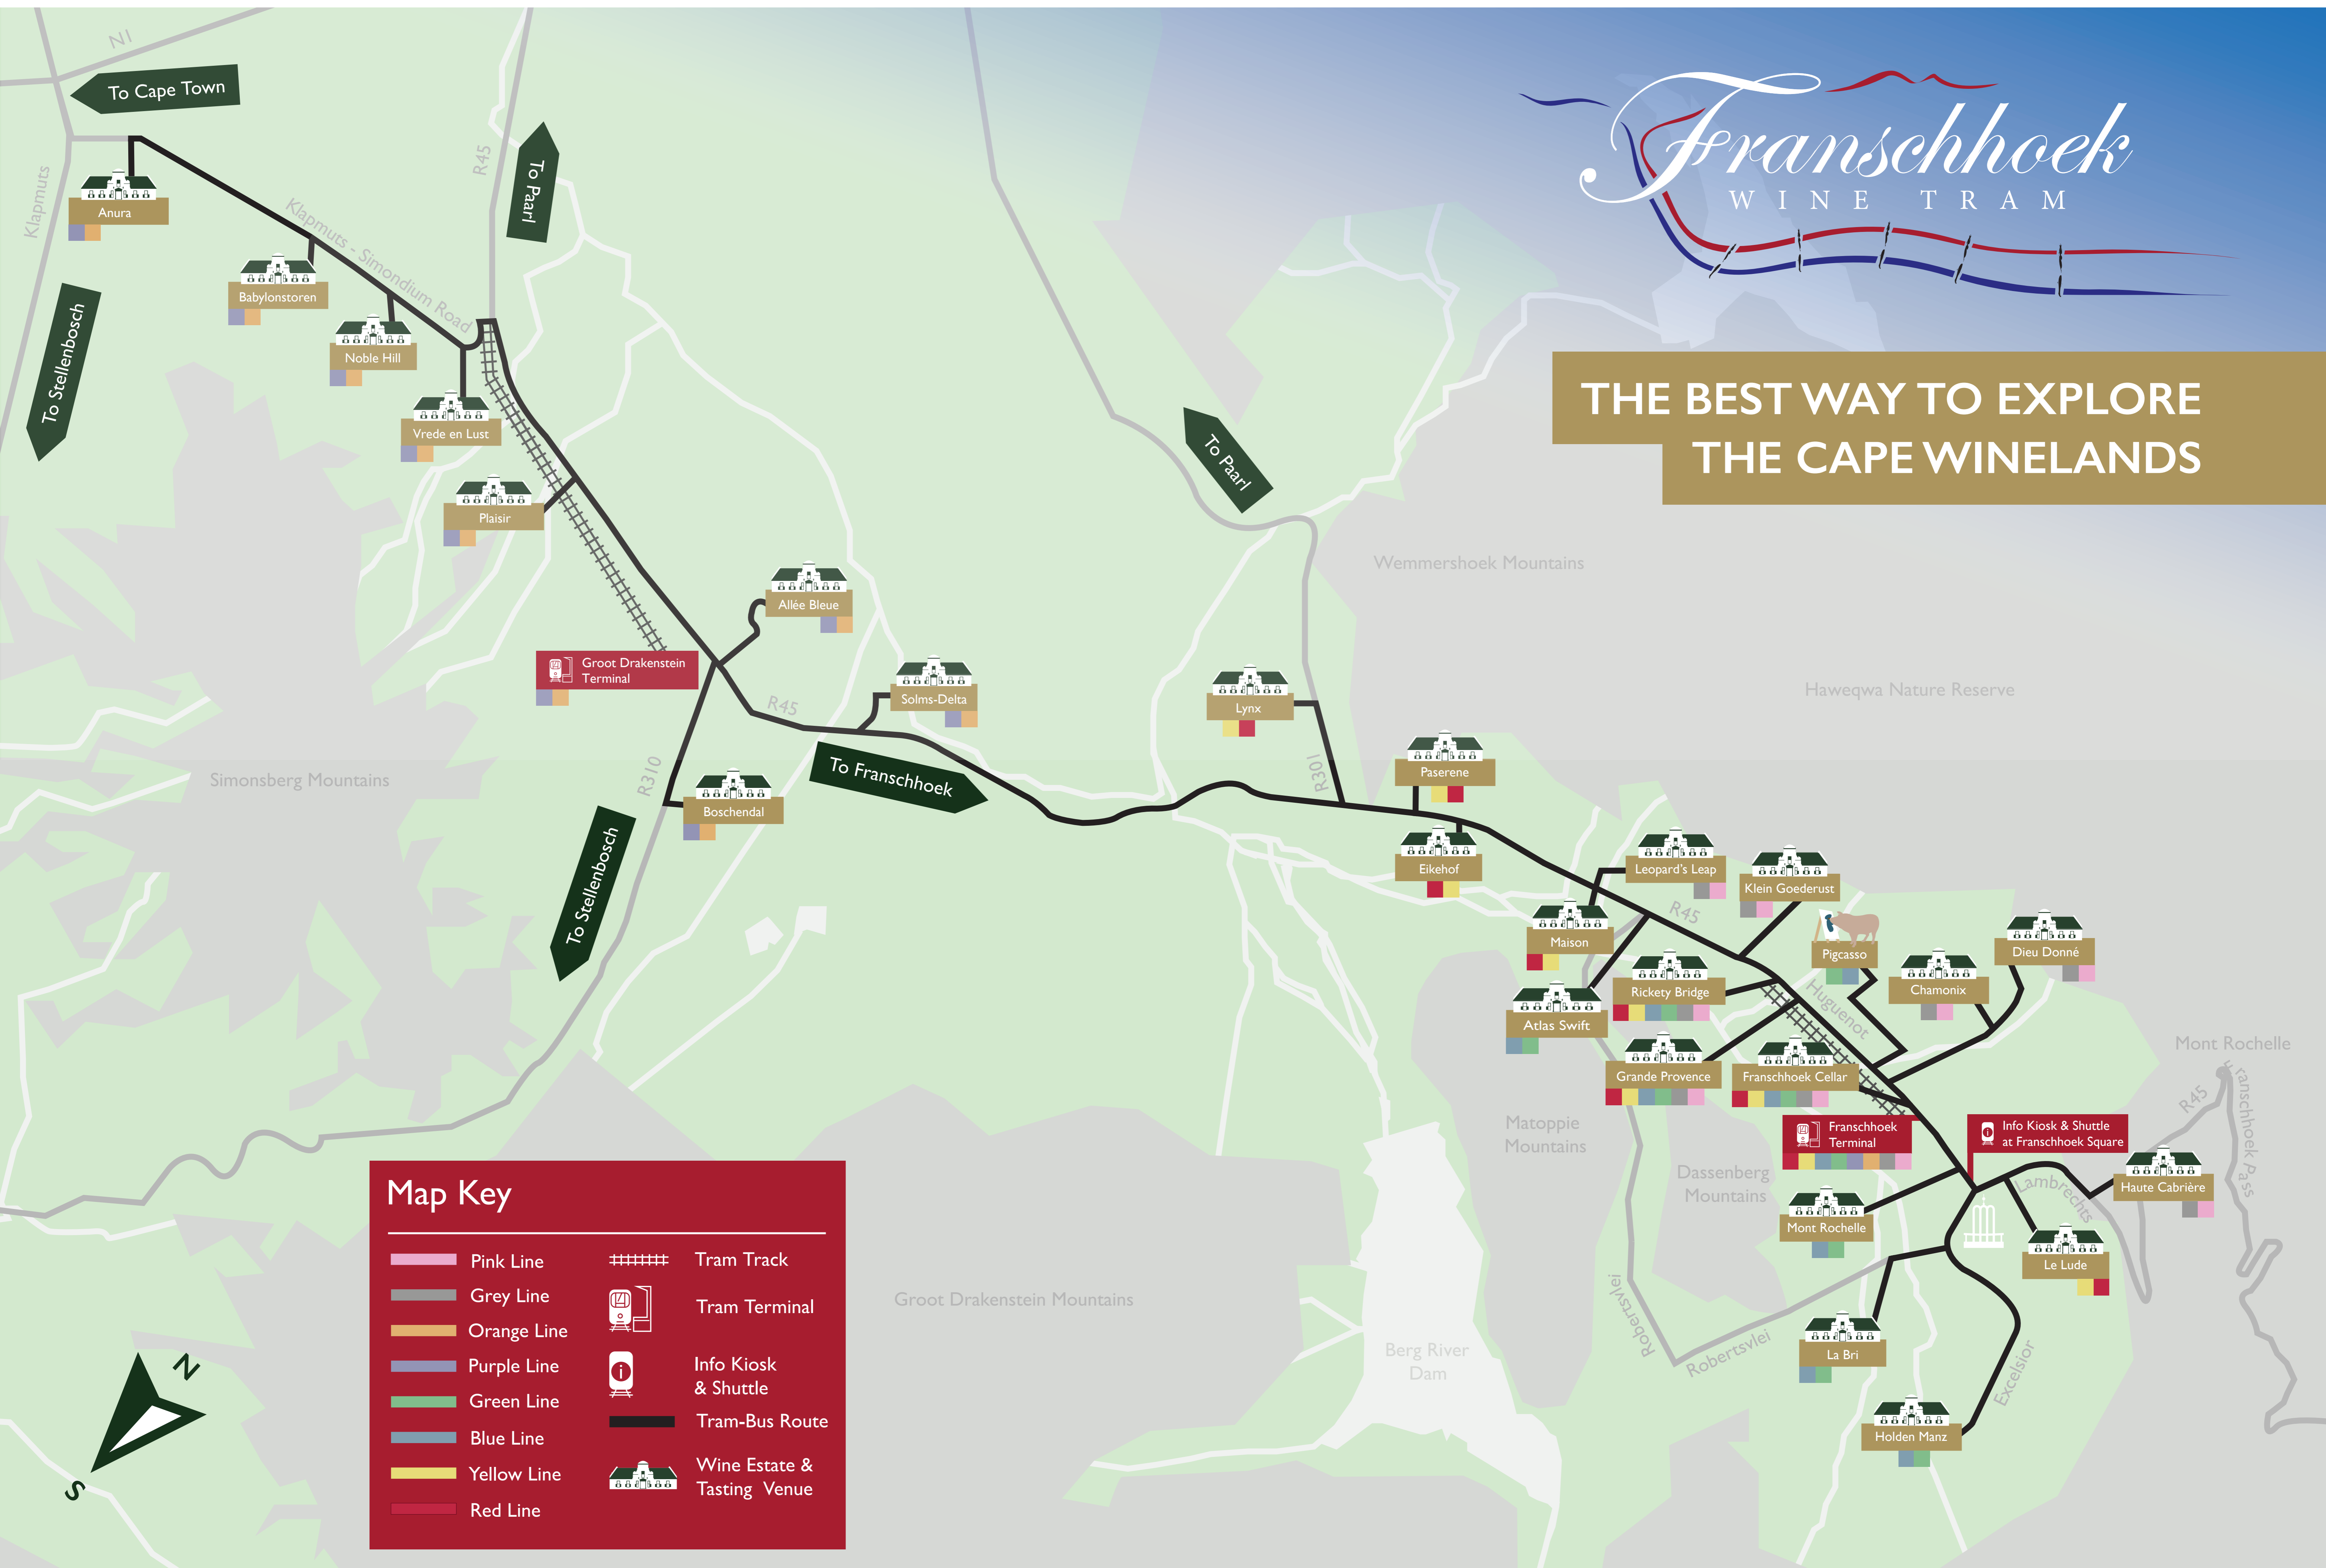 Franschhoek
WINE TRAM
THE BEST WAY TO EXPLORE
THE CAPE WINELANDS
N1
To Cape Town
Klapmuts
To Stellenbosch
Anura
Klapmuts - Simondium Road
Babylonstoren
Noble Hill
Vrede en Lust
Plaisir
R45
To Paarl
Allée Bleue
Groot Drakenstein
Terminal
Solms-Delta
R45
To Franschhoek
R310
Boschendal
To Stellenbosch
Simonsberg Mountains
To Paarl
Wemmershoek Mountains
Haweqwa Nature Reserve
Lynx
R301
Paserene
Eikehof
Leopard's Leap
Klein Goederust
R45
Maison
Pigcasso
Dieu Donné
Chamonix
Rickety Bridge
Atlas Swift
Huguenot
Grande Provence
Franschhoek Cellar
Mont Rochelle
R45
Franschhoek Pass
Matoppie
Mountains
Franschhoek
Terminal
Info Kiosk & Shuttle
at Franschhoek Square
Dassenberg
Mountains
Lambrechts
Haute Cabrière
Mont Rochelle
Le Lude
Robertsvlei
Robertsvlei
La Bri
Excelsior
Holden Manz
Groot Drakenstein Mountains
Berg River
Dam
Map Key
Pink Line
Grey Line
Orange Line
Purple Line
Green Line
Blue Line
Yellow Line
Red Line
Tram Track
Tram Terminal
Info Kiosk
& Shuttle
Tram-Bus Route
Wine Estate &
Tasting Venue
N
S